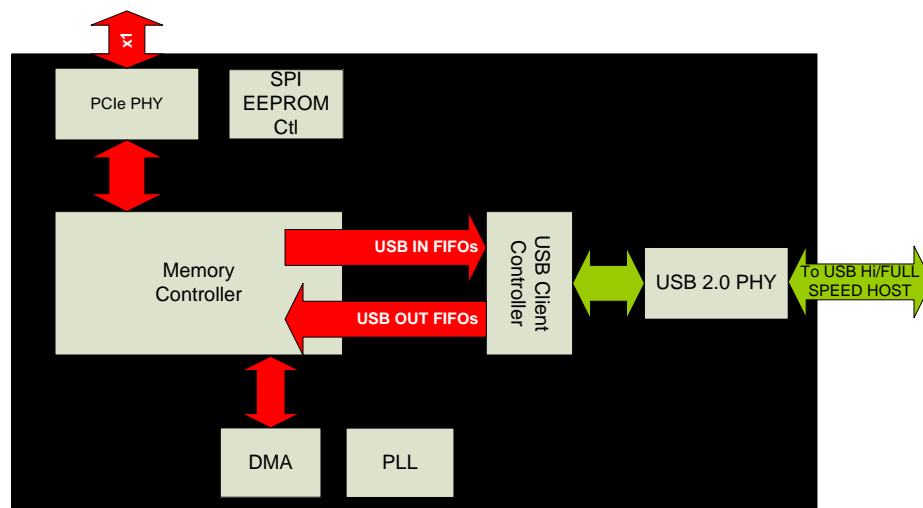 x1
PCIe PHY
SPI
EEPROM
Ctl
Memory
Controller
USB IN FIFOs
USB OUT FIFOs
USB Client
Controller
USB 2.0 PHY
To USB Hi/FULL
SPEED HOST
DMA
PLL